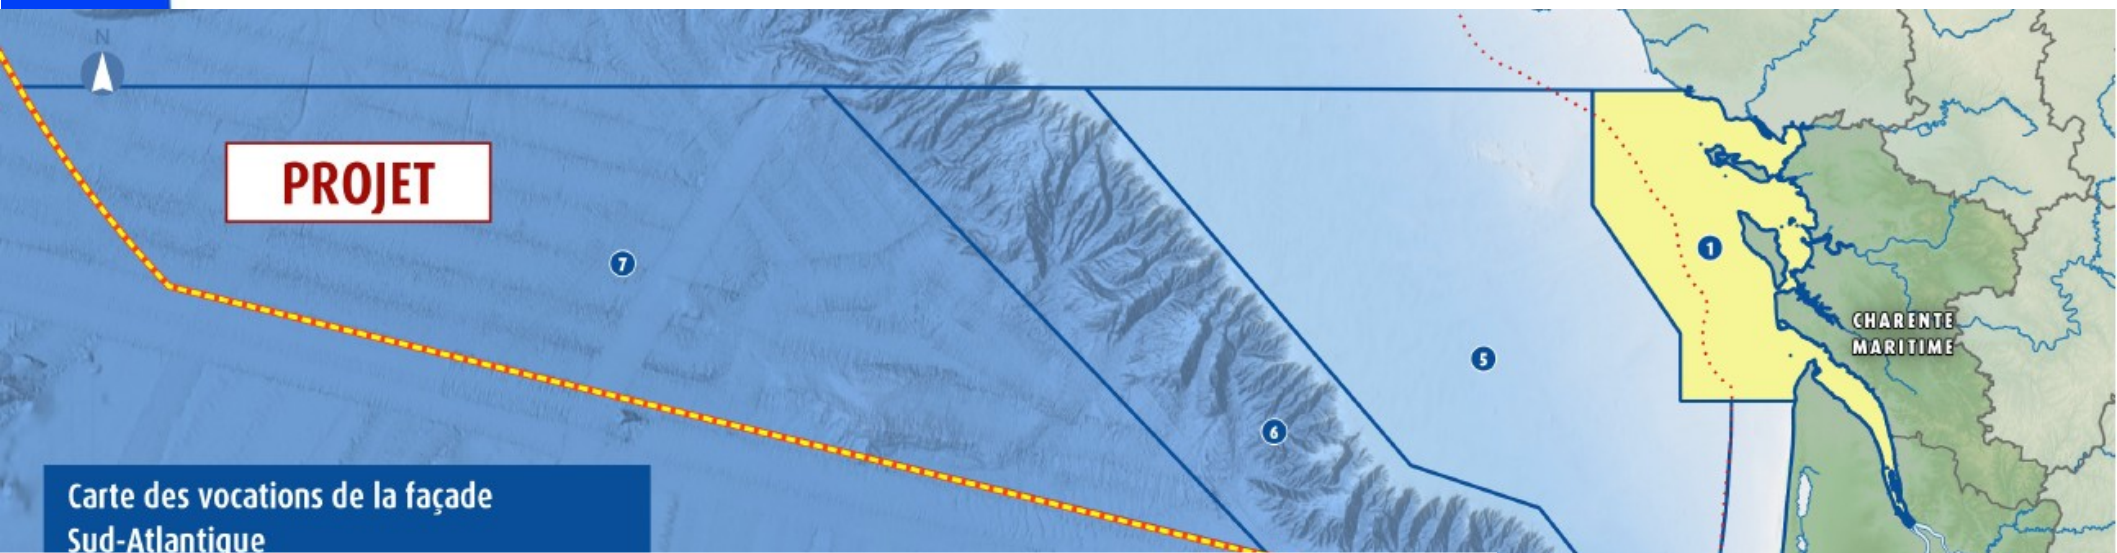 N
PROJET
7
1
CHARENTE
MARITIME
5
6
Carte des vocations de la façade
Sud-Atlantique